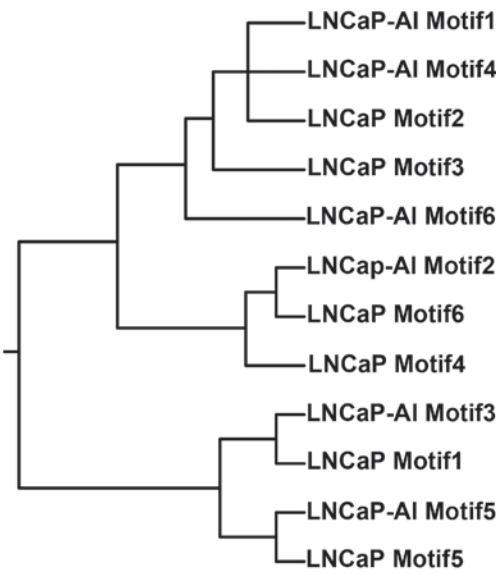 LNCaP-AI Motif1
LNCaP-AI Motif4
LNCaP Motif2
LNCaP Motif3
LNCaP-AI Motif6
LNCap-AI Motif2
LNCaP Motif6
LNCaP Motif4
LNCaP-AI Motif3
LNCaP Motif1
LNCaP-AI Motif5
LNCaP Motif5